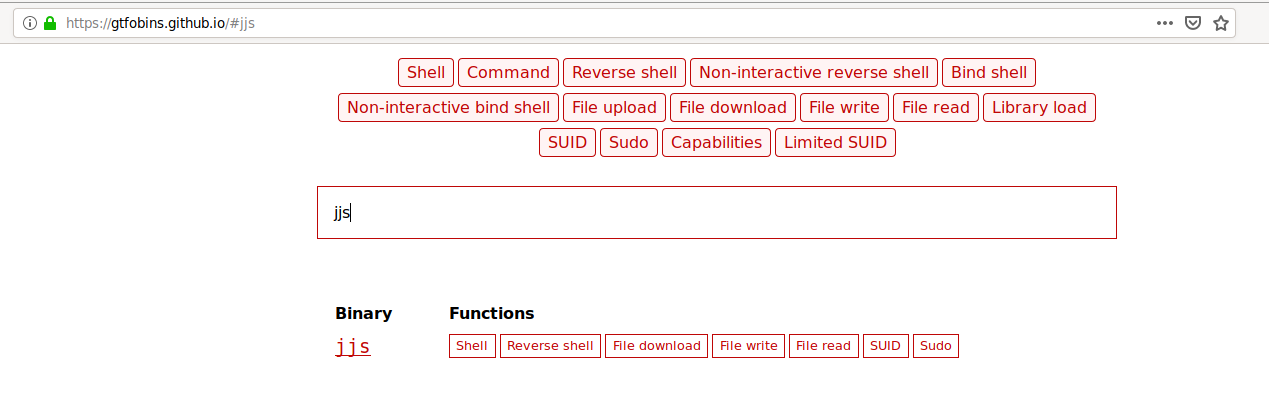 https://gtfobins.github.io/#jjs
Shell Command Reverse shell Non-interactive reverse shell Bind shell
Non-interactive bind shell File upload File download File write File read Library load
SUID Sudo Capabilities Limited SUID
jjs
Binary Functions
jjs Shell Reverse shell File download File write File read SUID Sudo